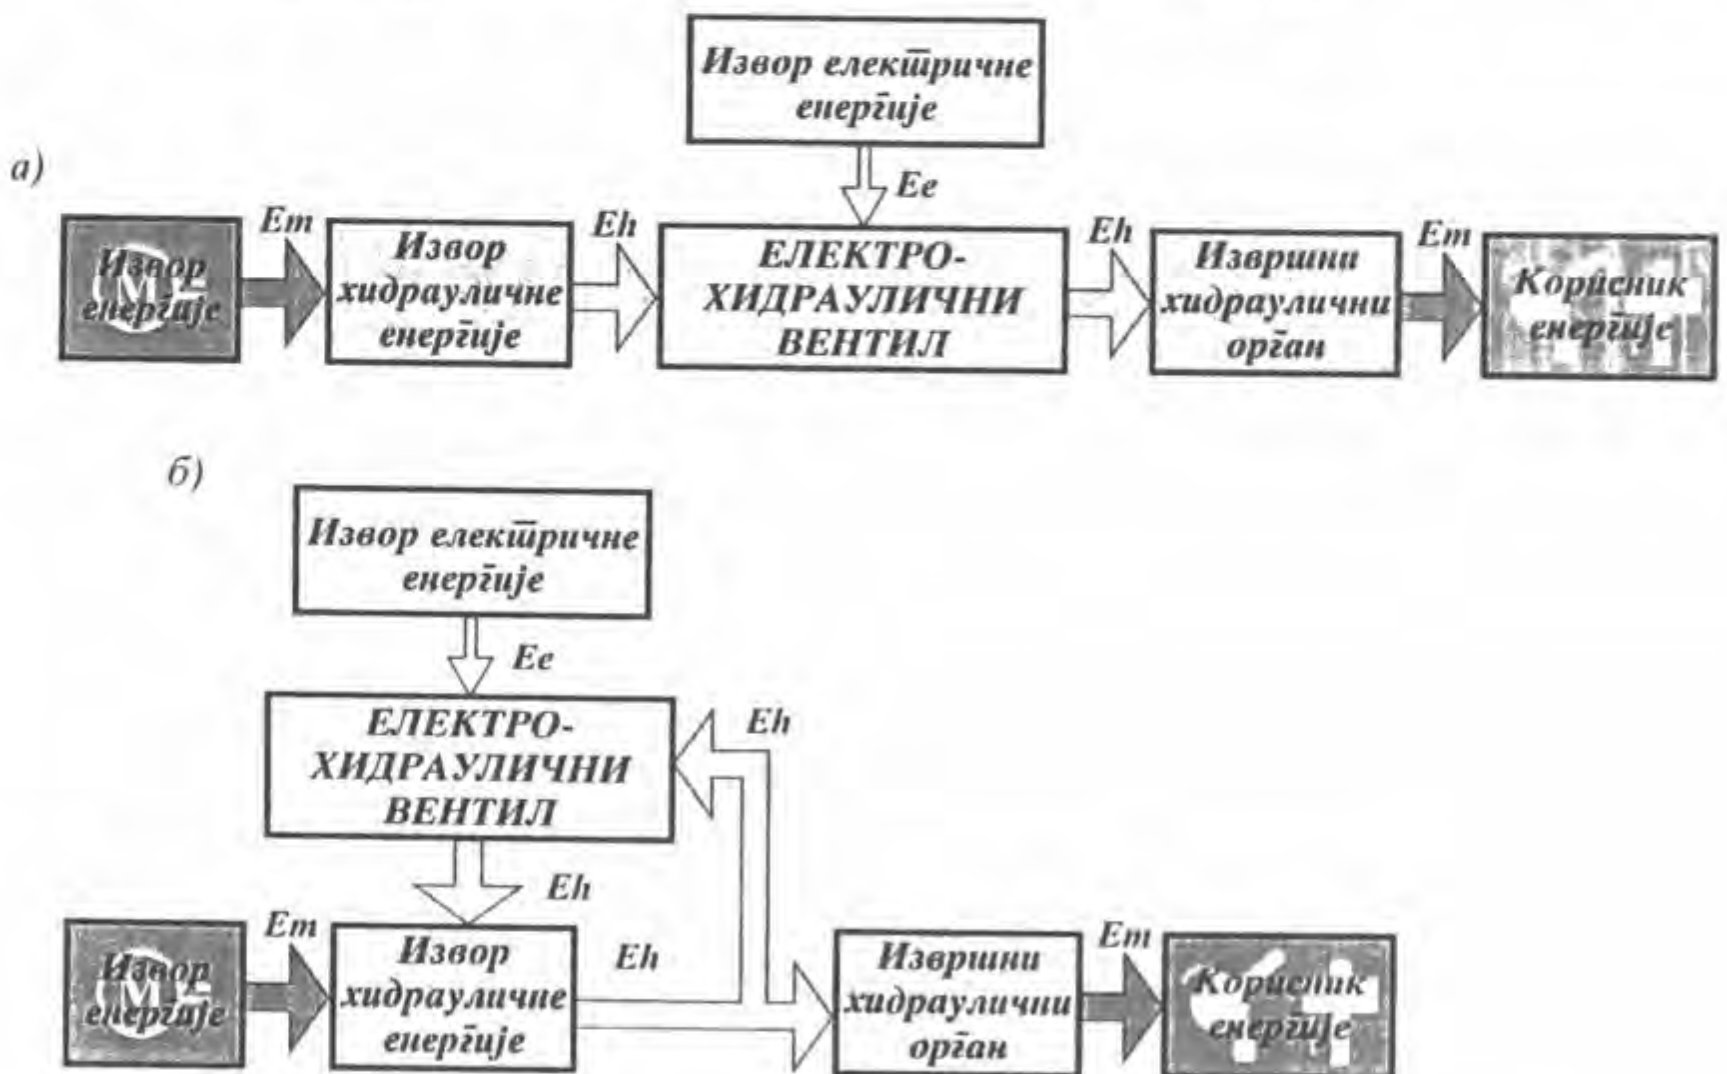 а)
Извор електричне
енергије
Ee
Извор
енергије
M
Em
Извор
хидрауличне
енергије
Eh
ЕЛЕКТРО-
ХИДРАУЛИЧНИ
ВЕНТИЛ
Eh
Извршни
хидраулични
орган
Em
Корисник
енергије
б)
Извор електричне
енергије
Ee
ЕЛЕКТРО-
ХИДРАУЛИЧНИ
ВЕНТИЛ
Eh
Eh
Извор
енергије
M
Em
Извор
хидрауличне
енергије
Eh
Извршни
хидраулични
орган
Em
Корисник
енергије